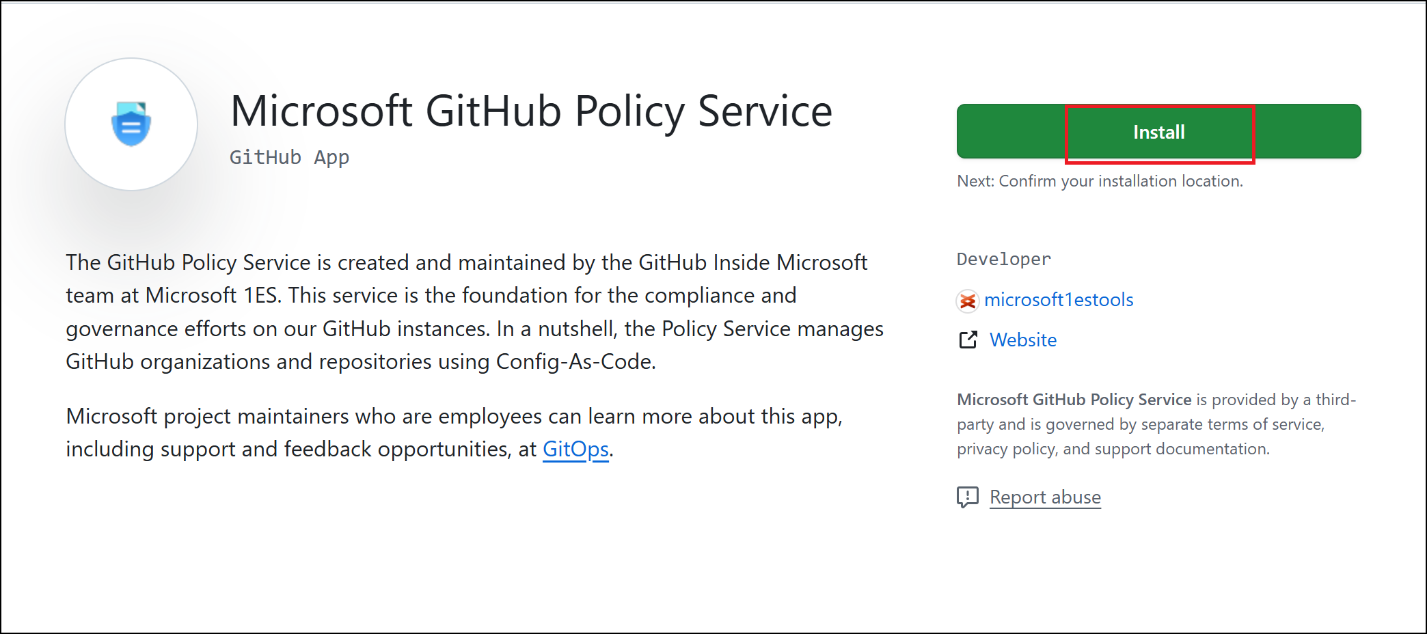 Microsoft GitHub Policy Service
GitHub App
The GitHub Policy Service is created and maintained by the GitHub Inside Microsoft
team at Microsoft 1ES. This service is the foundation for the compliance and
governance efforts on our GitHub instances. In a nutshell, the Policy Service manages
GitHub organizations and repositories using Config-As-Code.
Microsoft project maintainers who are employees can learn more about this app,
including support and feedback opportunities, at GitOps.
Install
Next: Confirm your installation location.
Developer
microsoft1estools
Website
Microsoft GitHub Policy Service is provided by a third-
party and is governed by separate terms of service,
privacy policy, and support documentation.
Report abuse